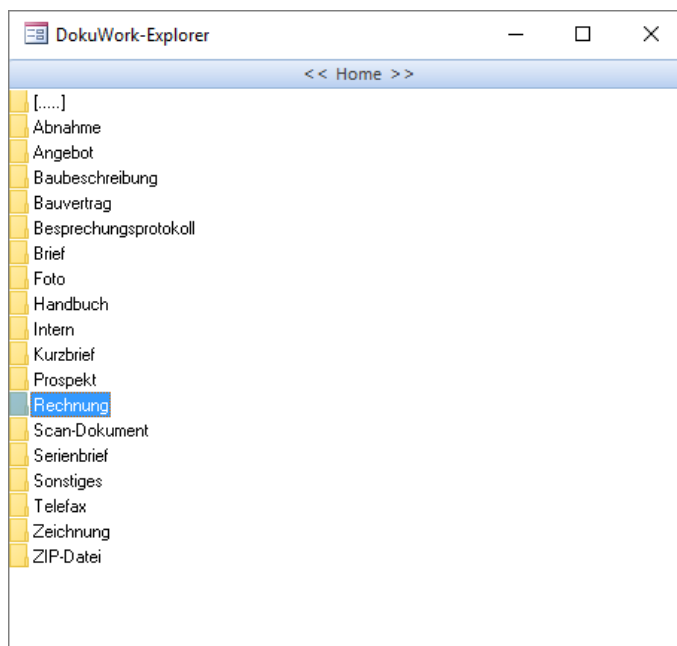 DokuWork-Explorer
<< Home >>
[.....]
Abnahme
Angebot
Baubeschreibung
Bauvertrag
Besprechungsprotokoll
Brief
Foto
Handbuch
Intern
Kurzbrief
Prospekt
Rechnung
Scan-Dokument
Serienbrief
Sonstiges
Telefax
Zeichnung
ZIP-Datei